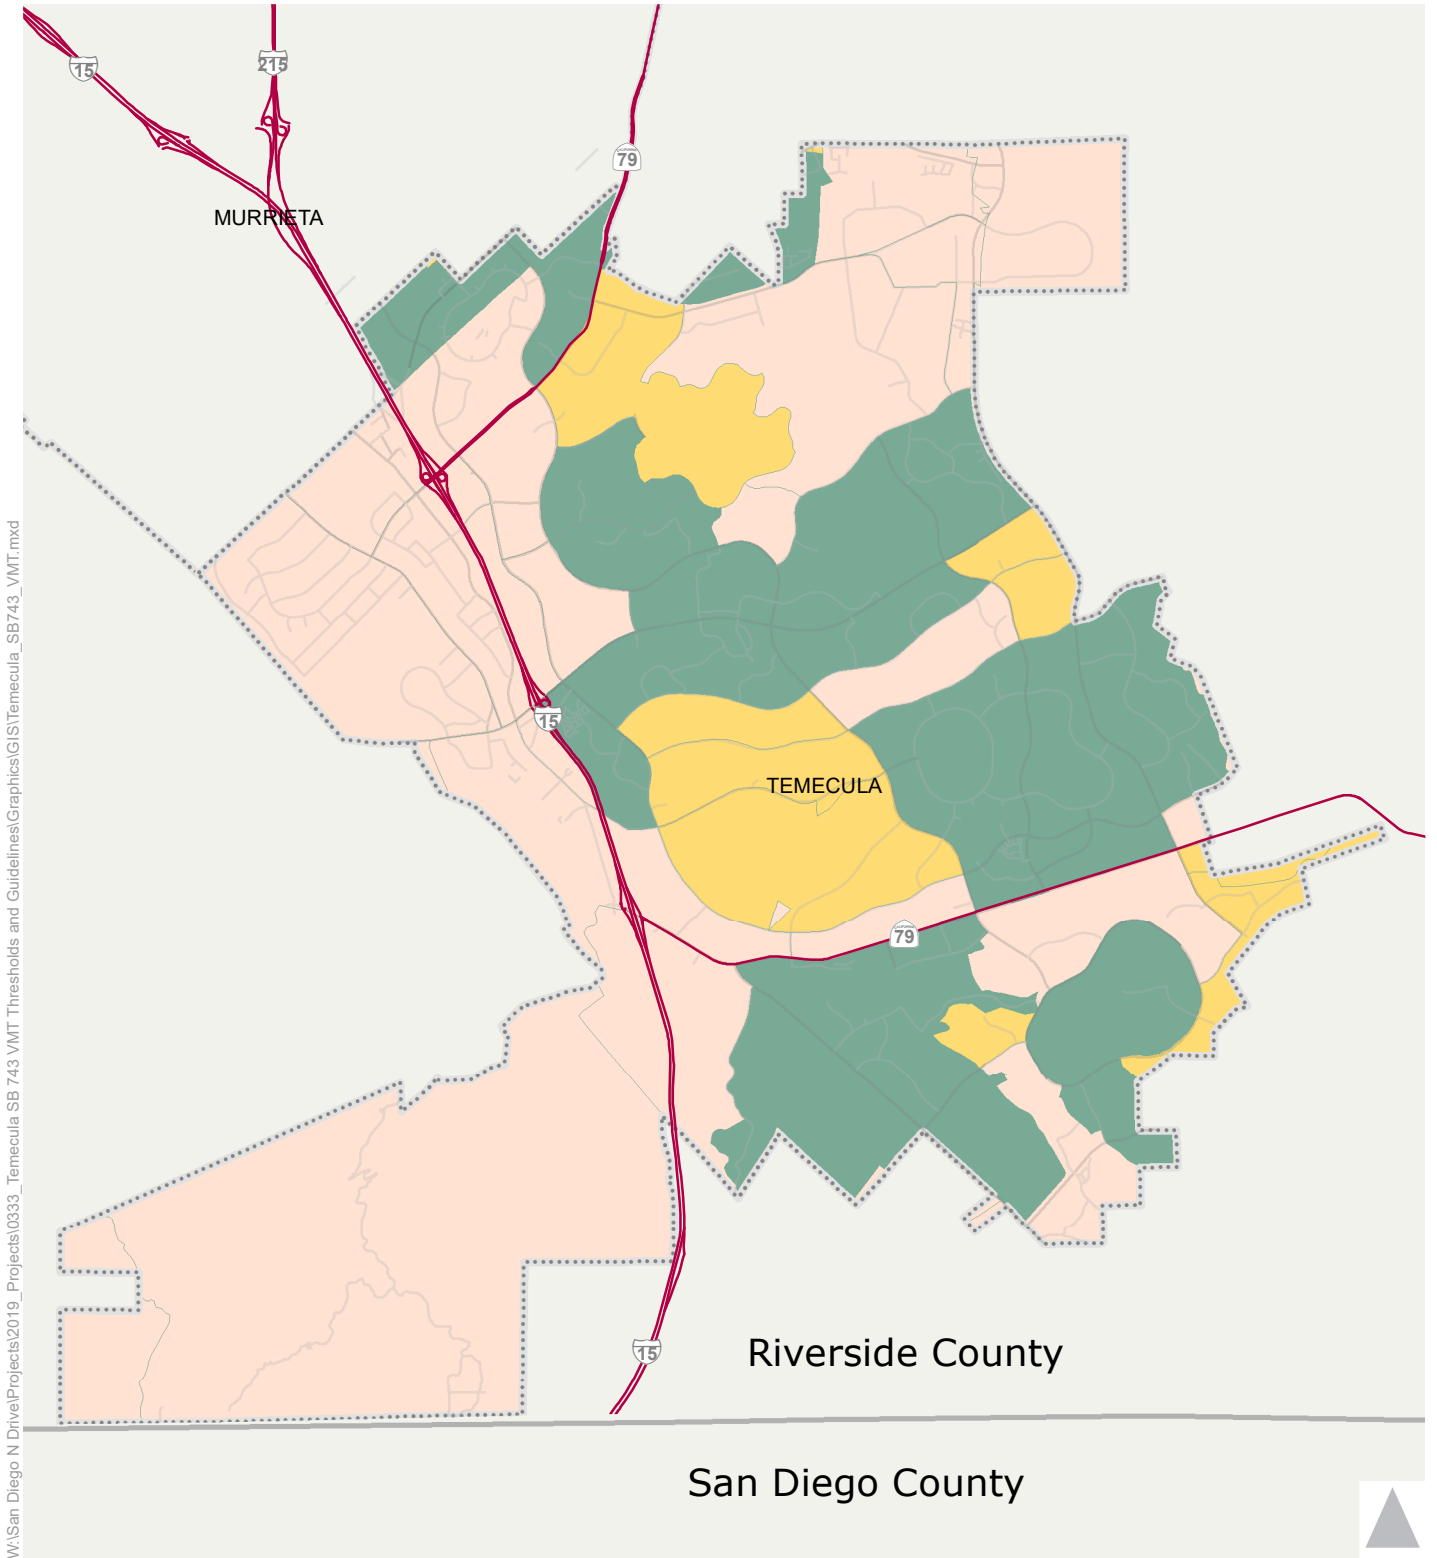 15
215
79
MURRIETA
15
TEMECULA
79
15
Riverside County
San Diego County
W:\San Diego N Drive\Projects\2019_Projects\0333_Temecula SB 743 VMT Thresholds and Guidelines\Graphics\GIS\Temecula_SB743_VMT.mxd